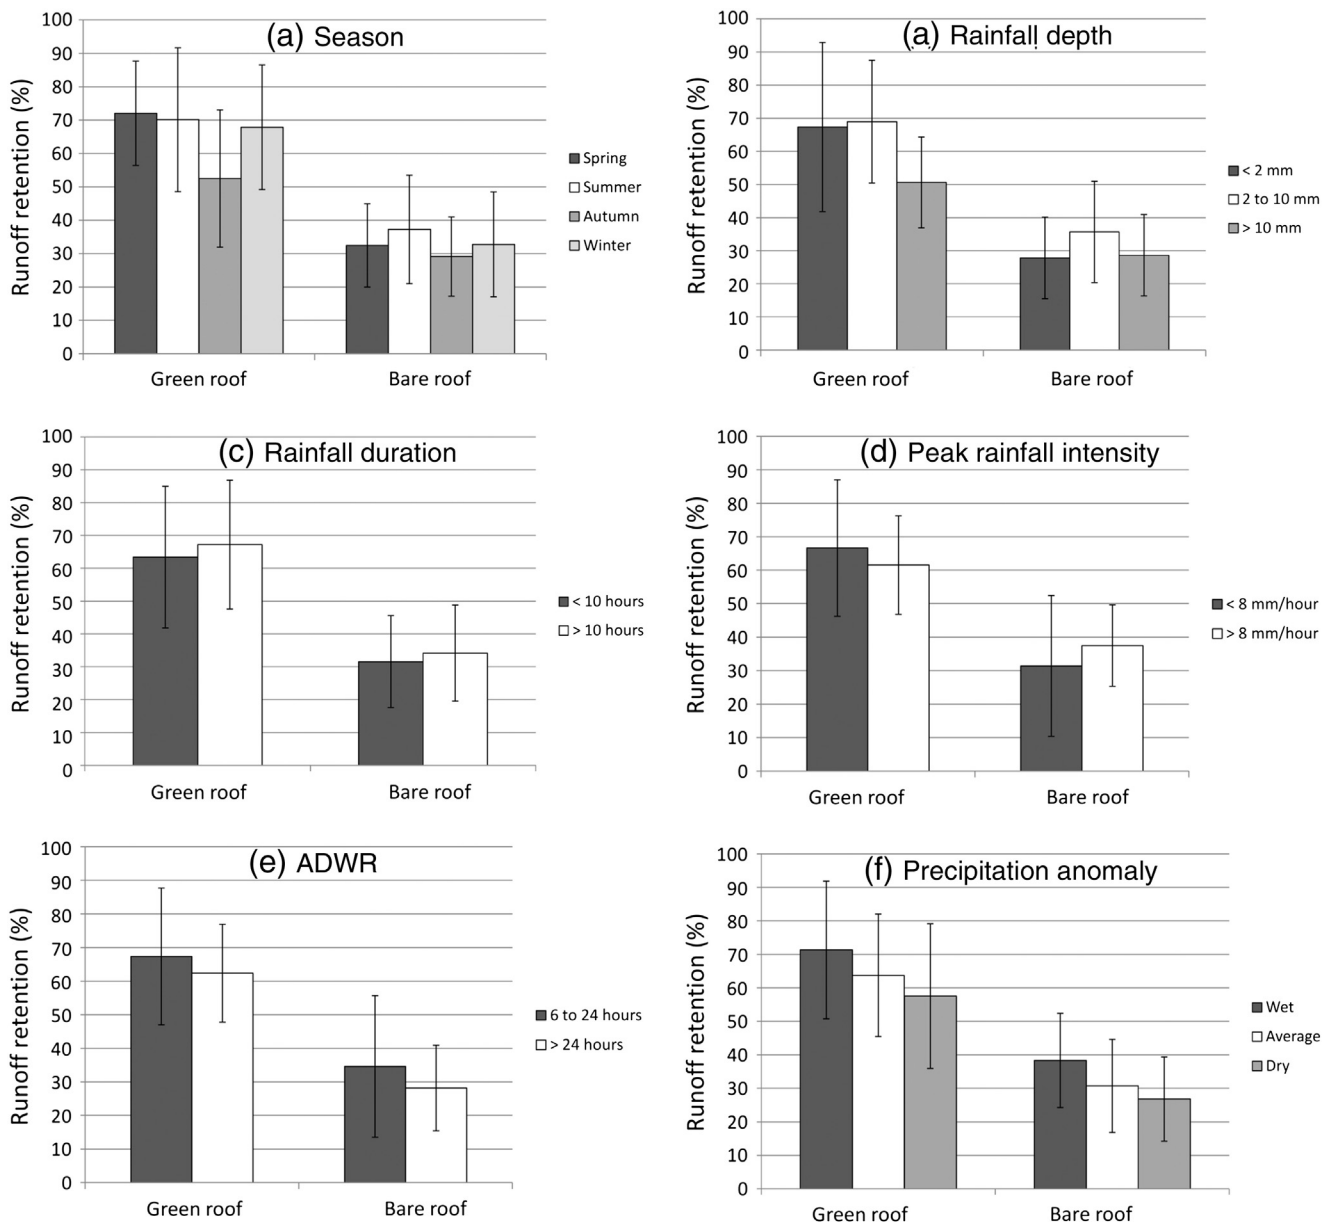 (a) Season
Runoff retention (%)
100
90
80
70
60
50
40
30
20
10
0
Green roof
Bare roof
Spring
Summer
Autumn
Winter
(a) Rainfall depth
Runoff retention (%)
100
90
80
70
60
50
40
30
20
10
0
Green roof
Bare roof
< 2 mm
2 to 10 mm
> 10 mm
(c) Rainfall duration
Runoff retention (%)
100
90
80
70
60
50
40
30
20
10
0
Green roof
Bare roof
< 10 hours
> 10 hours
(d) Peak rainfall intensity
Runoff retention (%)
100
90
80
70
60
50
40
30
20
10
0
Green roof
Bare roof
< 8 mm/hour
> 8 mm/hour
(e) ADWR
Runoff retention (%)
100
90
80
70
60
50
40
30
20
10
0
Green roof
Bare roof
6 to 24 hours
> 24 hours
(f) Precipitation anomaly
Runoff retention (%)
100
90
80
70
60
50
40
30
20
10
0
Green roof
Bare roof
Wet
Average
Dry